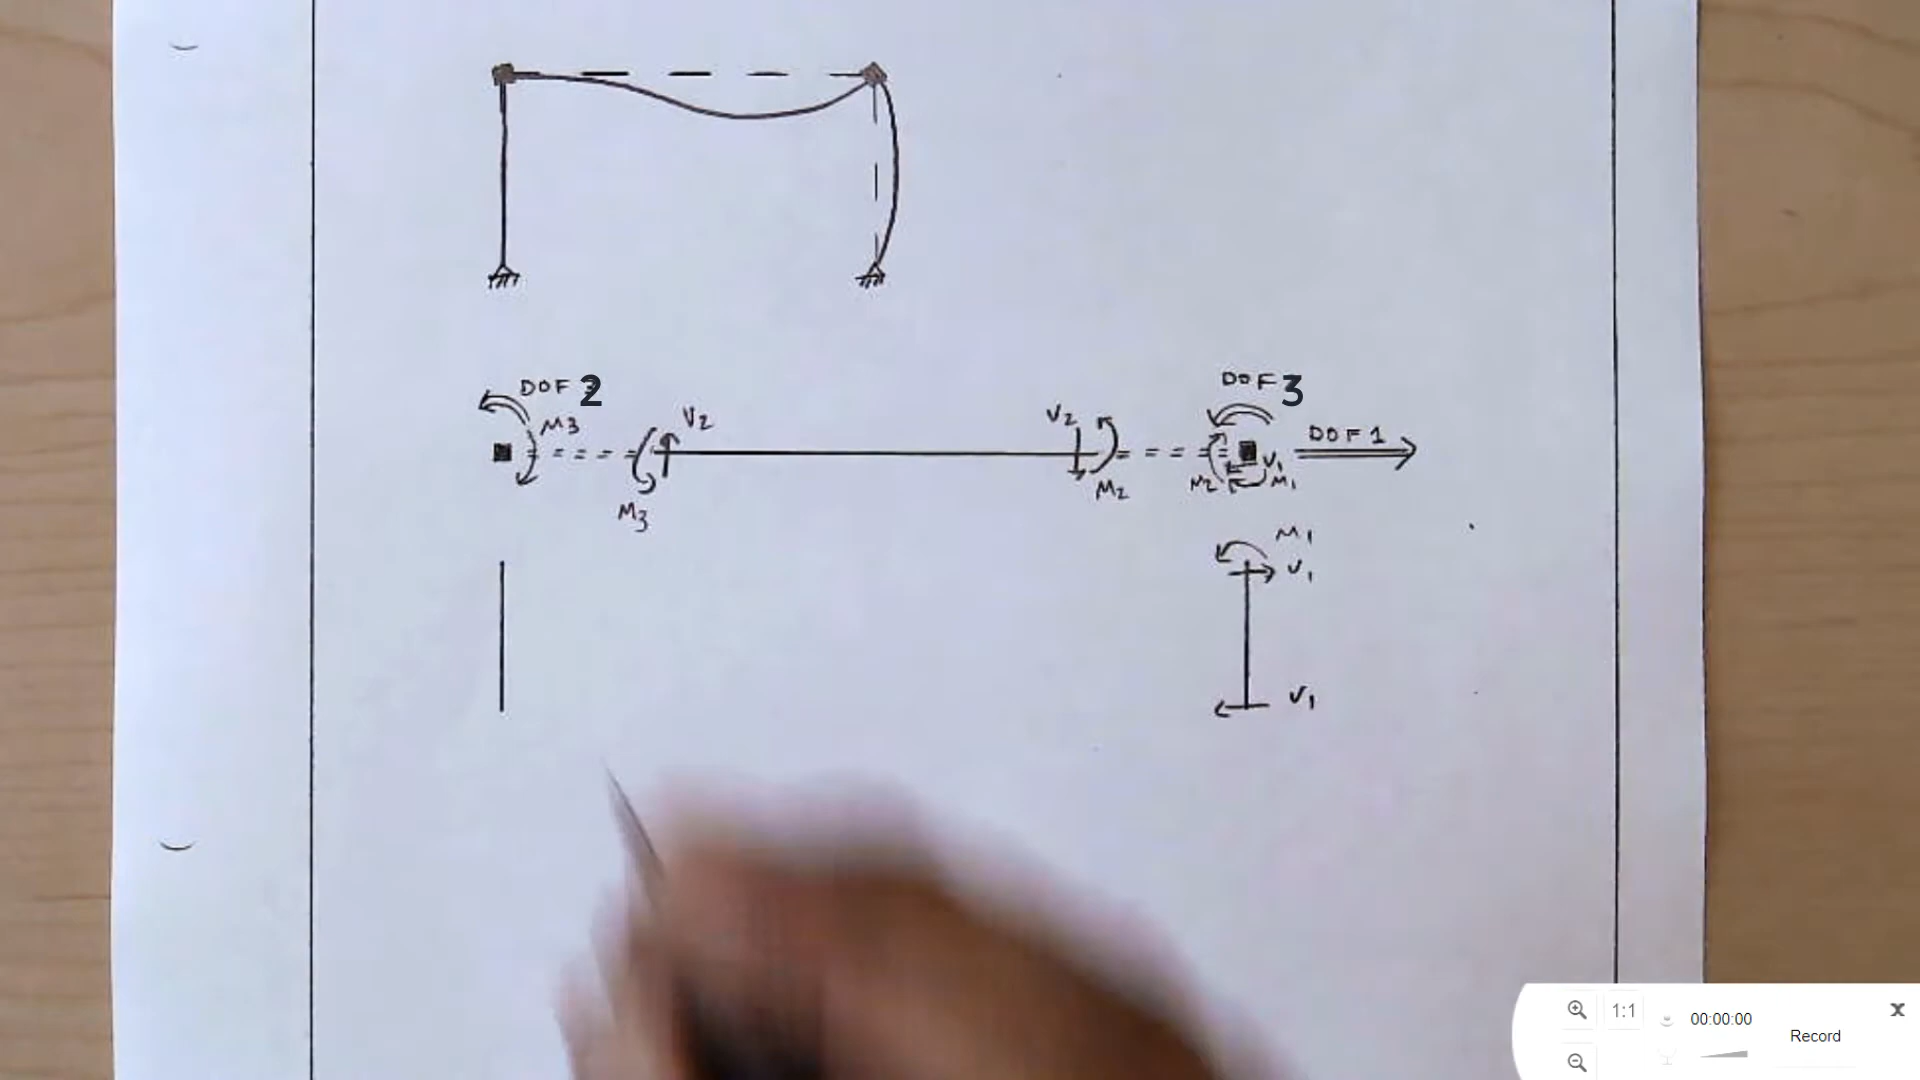 DOF 2
M3
V2
M3
V2
M2
DOF 3
DOF 1
M2
V1
M1
M1
V1
V1
1:1
00:00:00
Record
x